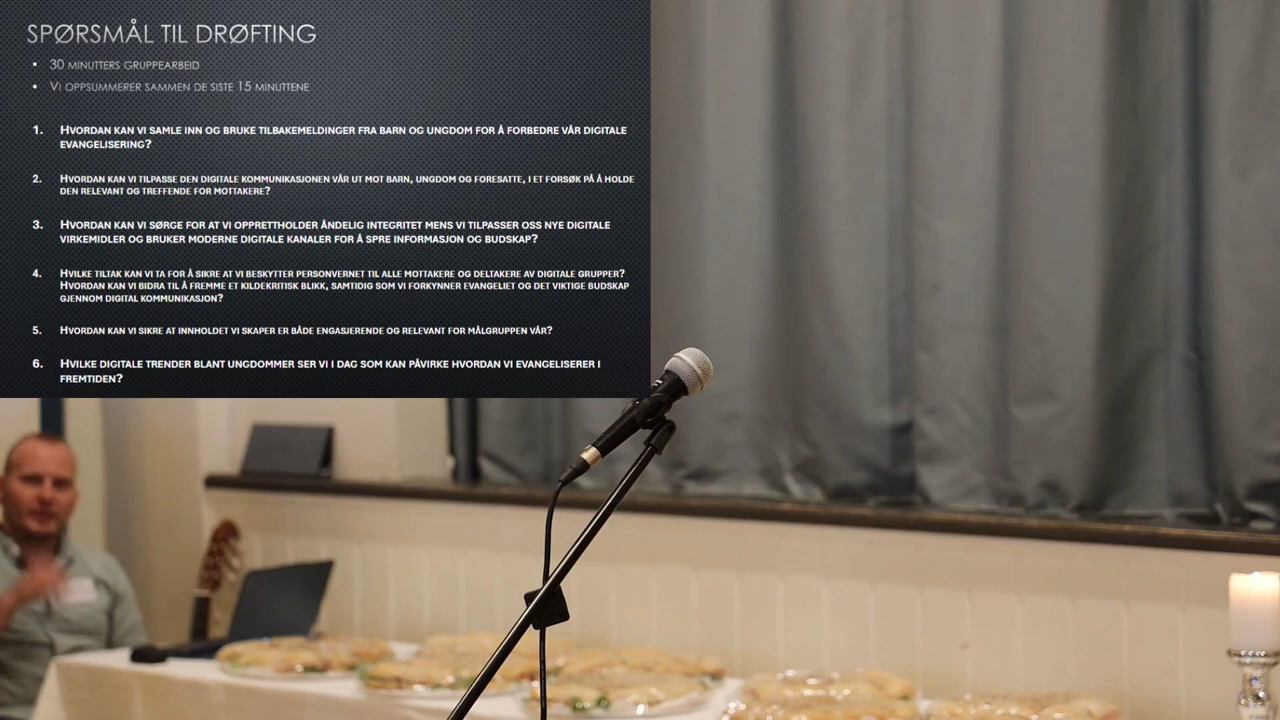 SPØRSMÅL TIL DRØFTING
• 30 MINUTTERS GRUPPEARBEID
• VI OPPSUMMERER SAMMEN DE SISTE 15 MINUTTENE
1. HVORDAN KAN VI SAMLE INN OG BRUKE TILBAKEMELDINGER FRA BARN OG UNGDOM FOR Å FORBEDRE VÅR DIGITALE
EVANGELISERING?
2. HVORDAN KAN VI TILPASSE DEN DIGITALE KOMMUNIKASJONEN VÅR UT MOT BARN, UNGDOM OG FORESATTE, I ET FORSØK PÅ Å HOLDE
DEN RELEVANT OG TREFFENDE FOR MOTTAKERE?
3. HVORDAN KAN VI SØRGE FOR AT VI OPPRETTHOLDER ÅNDELIG INTEGRITET MENS VI TILPASSER OSS NYE DIGITALE
VIRKEMIDLER OG BRUKER MODERNE DIGITALE KANALER FOR Å SPRE INFORMASJON OG BUDSKAP?
4. HVILKE TILTAK KAN VI TA FOR Å SIKRE AT VI BESKYTTER PERSONVERNET TIL ALLE MOTTAKERE OG DELTAKERE AV DIGITALE GRUPPER?
HVORDAN KAN VI BIDRA TIL Å FREMME ET KILDEKRITISK BLIKK, SAMTIDIG SOM VI FORKYNNER EVANGELIET OG DET VIKTIGE BUDSKAP
GJENNOM DIGITAL KOMMUNIKASJON?
5. HVORDAN KAN VI SIKRE AT INNHOLDET VI SKAPER ER BÅDE ENGASJERENDE OG RELEVANT FOR MÅLGRUPPEN VÅR?
6. HVILKE DIGITALE TRENDER BLANT UNGDOMMER SER VI I DAG SOM KAN PÅVIRKE HVORDAN VI EVANGELISERER I
FREMTIDEN?